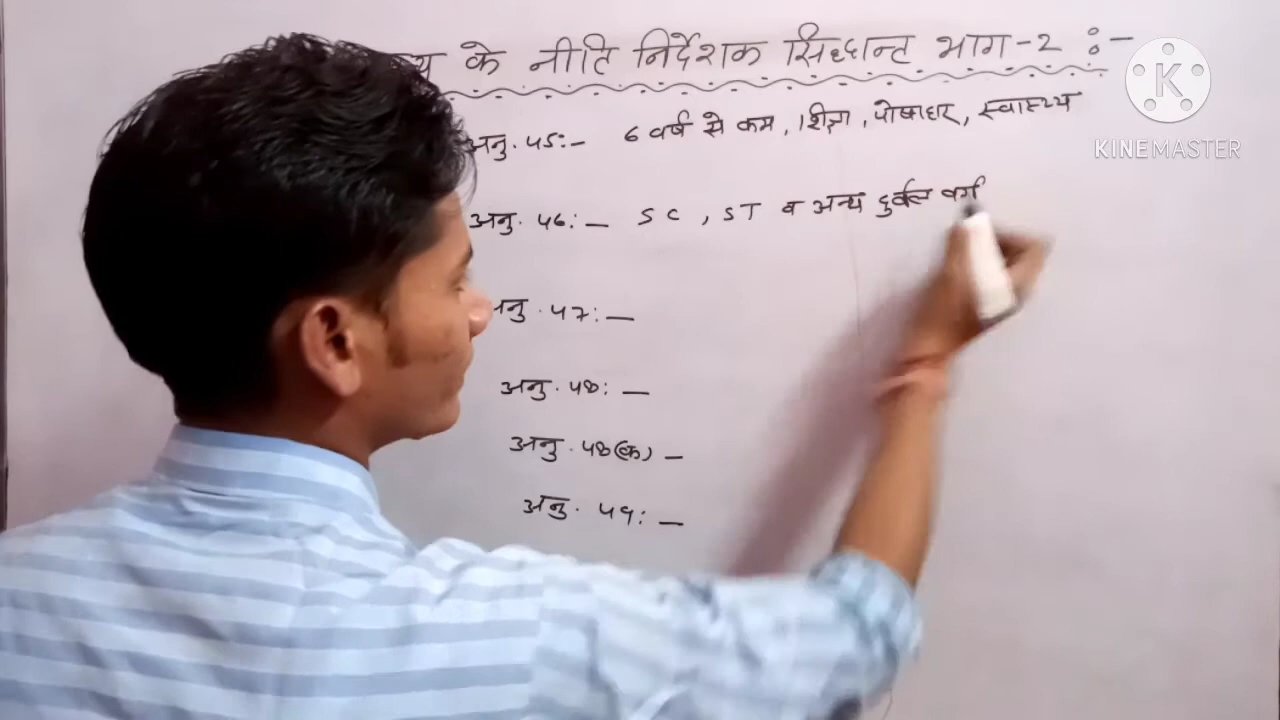 के नीति निर्देशक सिद्धान्त भाग-2 :-
अनु. 45:- 6 वर्ष से कम, शिक्षा, पोषाहार, स्वास्थ्य
अनु. 46:- SC, ST व अन्य दुर्बल वर्ग
नु. 47:-
अनु. 48:-
अनु. 48(क) -
अनु. 49:-
K
KINEMASTER